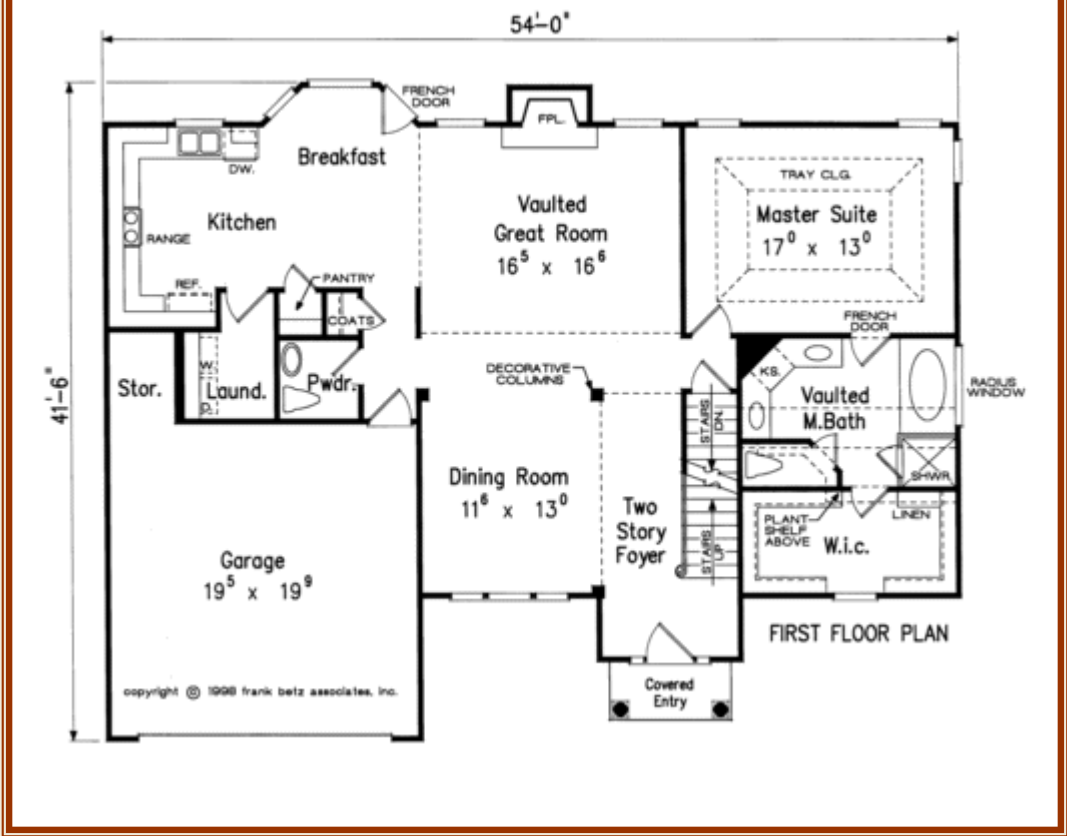 54'-0"
FRENCH
DOOR
FPL.
Breakfast
DW.
TRAY CLG.
Kitchen
Vaulted
Great Room
16⁵ x 16⁶
Master Suite
17⁰ x 13⁰
RANGE
REF.
PANTRY
COATS
FRENCH
DOOR
41'-6"
Stor.
W.
D.
Laund.
Pwdr.
DECORATIVE
COLUMNS
STAIRS
DN.
KS.
Vaulted
M.Bath
RADIUS
WINDOW
SHWR.
Dining Room
11⁶ x 13⁰
Two
Story
Foyer
STAIRS
UP
PLANT
SHELF
ABOVE
LINEN
W.i.c.
Garage
19⁵ x 19⁹
FIRST FLOOR PLAN
copyright © 1998 frank betz associates, inc.
Covered
Entry